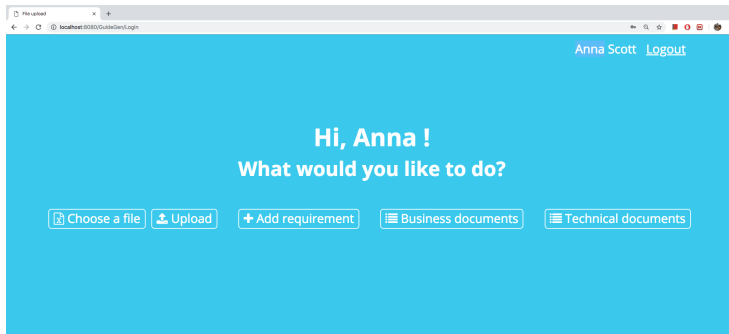 File upload
localhost:8080/GuideGen/Login
Anna Scott Logout
Hi, Anna !
What would you like to do?
Choose a file Upload Add requirement Business documents Technical documents